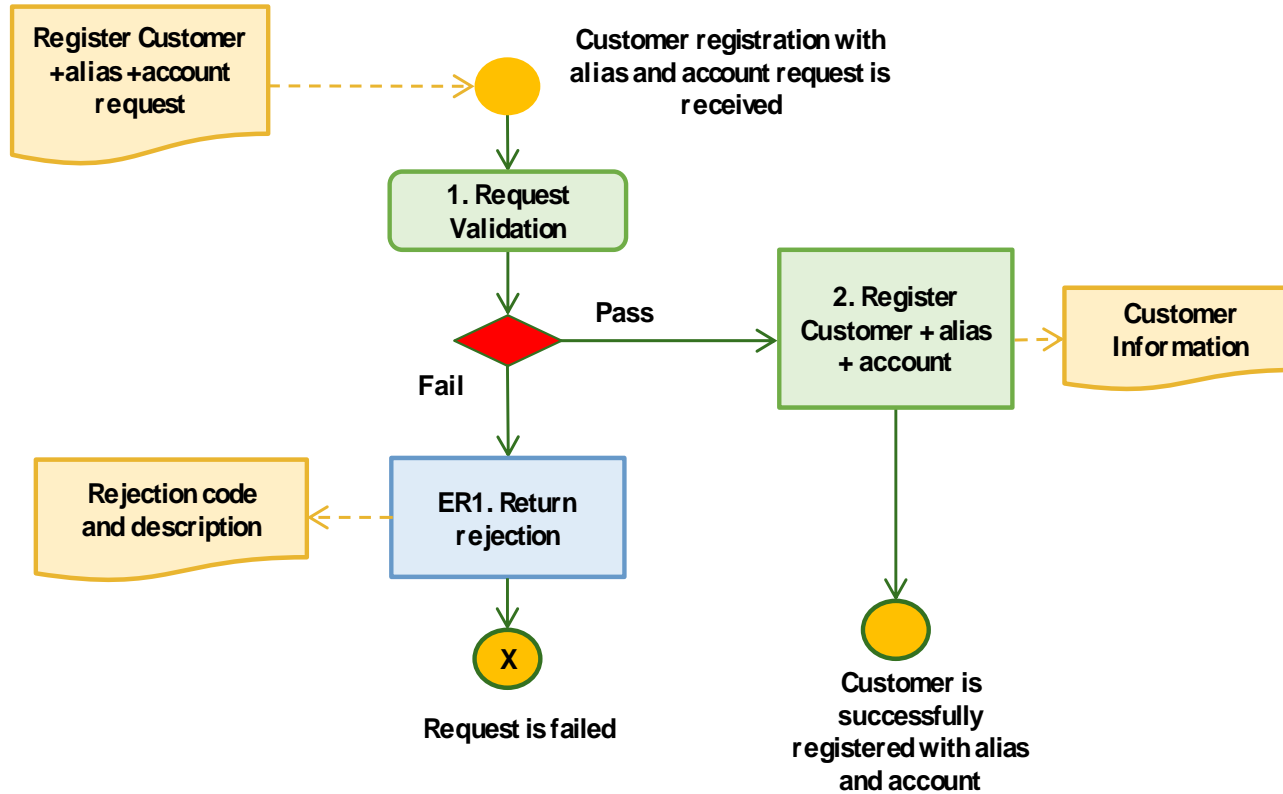 Register Customer
+alias +account
request
Customer registration with
alias and account request is
received
1. Request
Validation
Pass
2. Register
Customer + alias
+ account
Customer
Information
Fail
Rejection code
and description
ER1. Return
rejection
X
Request is failed
Customer is
successfully
registered with alias
and account